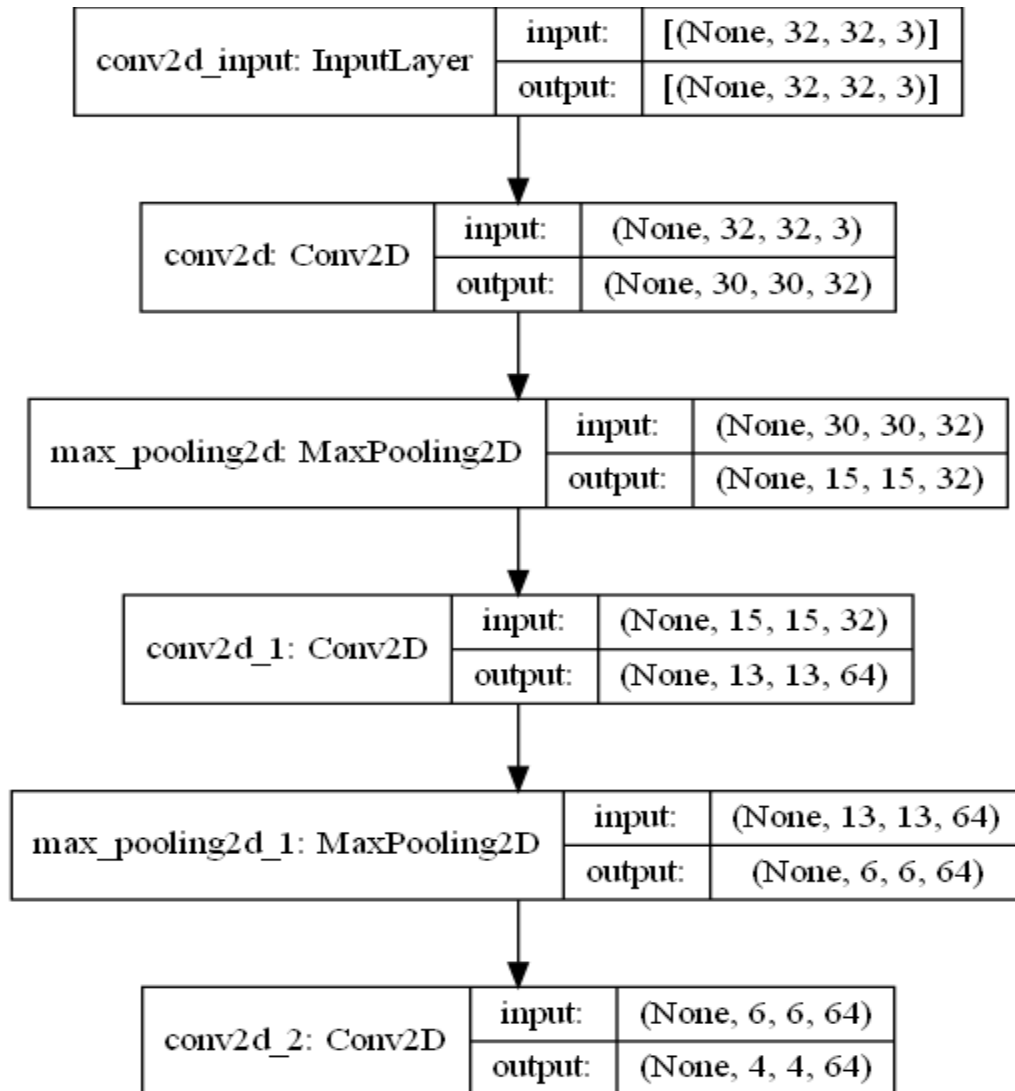 conv2d_input: InputLayer
input: [(None, 32, 32, 3)]
output: [(None, 32, 32, 3)]
conv2d: Conv2D
input: (None, 32, 32, 3)
output: (None, 30, 30, 32)
max_pooling2d: MaxPooling2D
input: (None, 30, 30, 32)
output: (None, 15, 15, 32)
conv2d_1: Conv2D
input: (None, 15, 15, 32)
output: (None, 13, 13, 64)
max_pooling2d_1: MaxPooling2D
input: (None, 13, 13, 64)
output: (None, 6, 6, 64)
conv2d_2: Conv2D
input: (None, 6, 6, 64)
output: (None, 4, 4, 64)